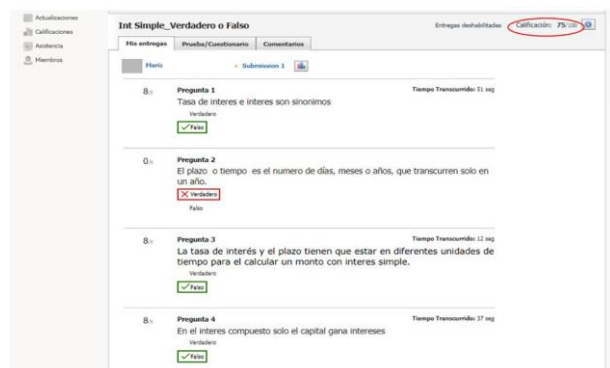 Actualizaciones
Calificaciones
Asistencia
Miembros
Int Simple_Verdadero o Falso
Entregas deshabilitadas
Calificación: 75/100
Mis entregas
Prueba/Cuestionario
Comentarios
María
Submission 1
8
Pregunta 1
Tiempo Transcurrido: 51 seg
Tasa de interes e interes son sinonimos
Verdadero
Falso
0
Pregunta 2
El plazo o tiempo es el numero de días, meses o años, que transcurren solo en
un año.
Verdadero
Falso
8
Pregunta 3
Tiempo Transcurrido: 12 seg
La tasa de interés y el plazo tienen que estar en diferentes unidades de
tiempo para el calcular un monto con interes simple.
Verdadero
Falso
8
Pregunta 4
Tiempo Transcurrido: 37 seg
En el interes compuesto solo el capital gana intereses
Verdadero
Falso